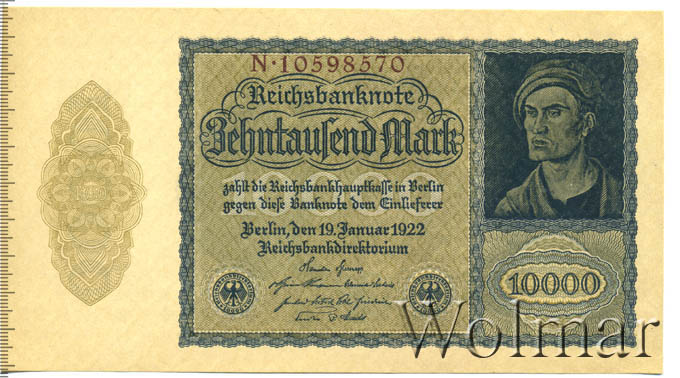 N·10598570
Reichsbanknote
Zehntausend Mark
10000
zahlt die Reichsbankhauptkasse in Berlin
gegen diese Banknote dem Einlieferer
Berlin, den 19. Januar 1922
Reichsbankdirektorium
10000
Wolmar